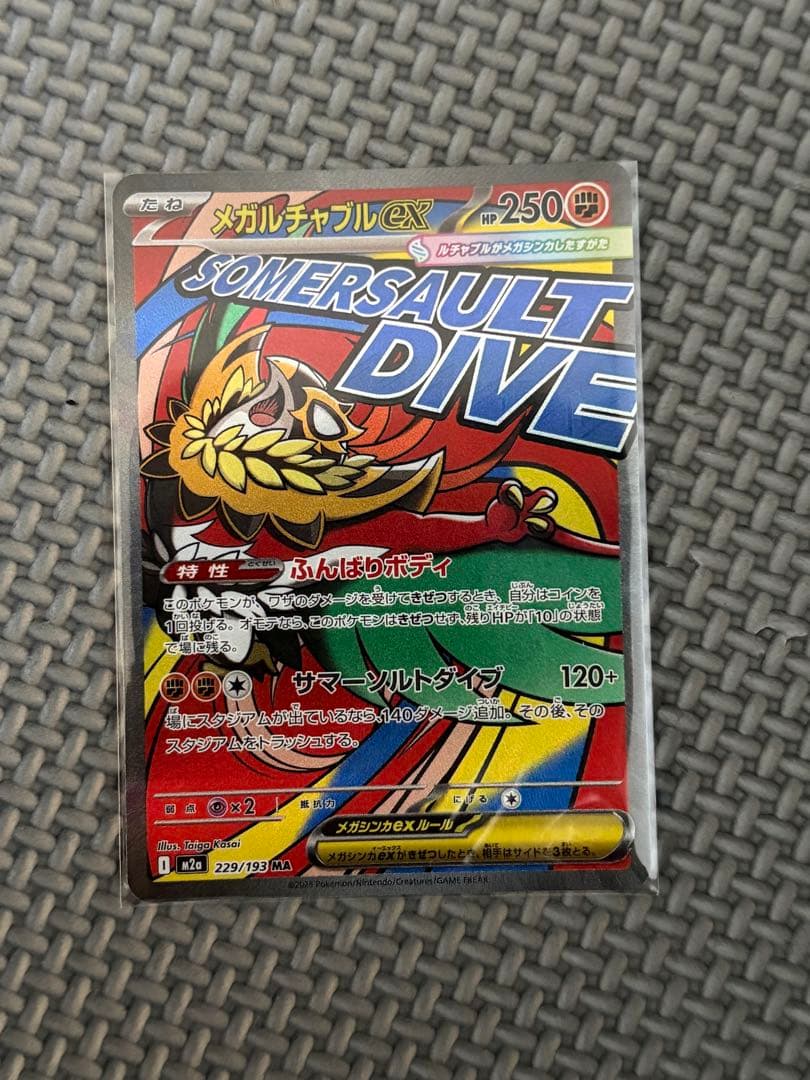 たね メガルチャブルex HP250
ルチャブルがメガシンカしたすがた
SOMERSAULT
DIVE
特性 とくせい ふんばりボディ
このポケモンが、ワザのダメージを受けてきぜつするとき、自分はコインを
1回投げる。オモテなら、このポケモンはきぜつせず、残りHPが「10」の状態
で場に残る。
サマーソルトダイブ 120+
場にスタジアムが出ているなら、140ダメージ追加。その後、その
スタジアムをトラッシュする。
弱点 ×2 抵抗力 にげる
メガシンカexルール
メガシンカexがきぜつしたとき、相手はサイドを3枚とる。
Illus. Taiga Kasai
M2a 229/193 MA
©2025 Pokémon/Nintendo/Creatures/GAME FREAK